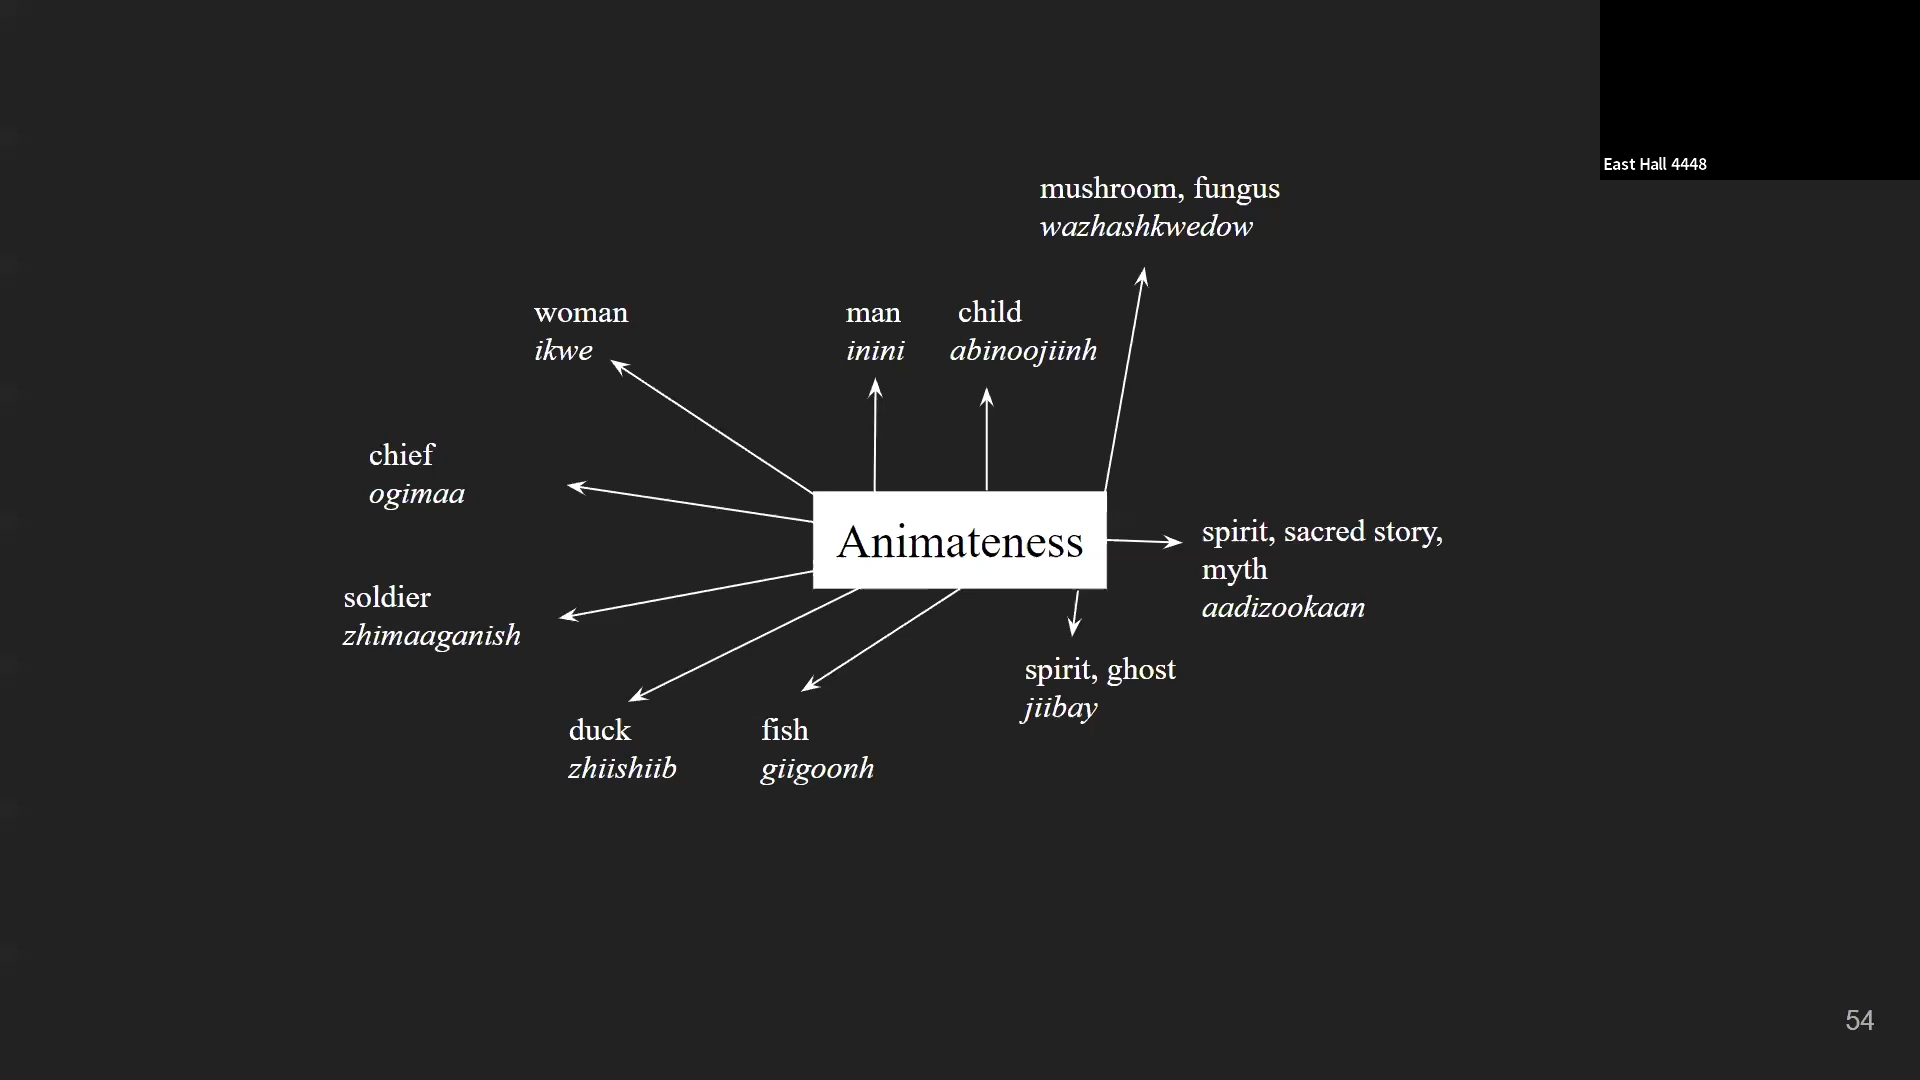 East Hall 4448
mushroom, fungus
wazhashkwedow
woman
ikwe
man
inini
child
abinoojiinh
chief
ogimaa
Animateness
spirit, sacred story,
myth
aadizookaan
soldier
zhimaaganish
spirit, ghost
jiibay
duck
zhiishiib
fish
giigoonh
54